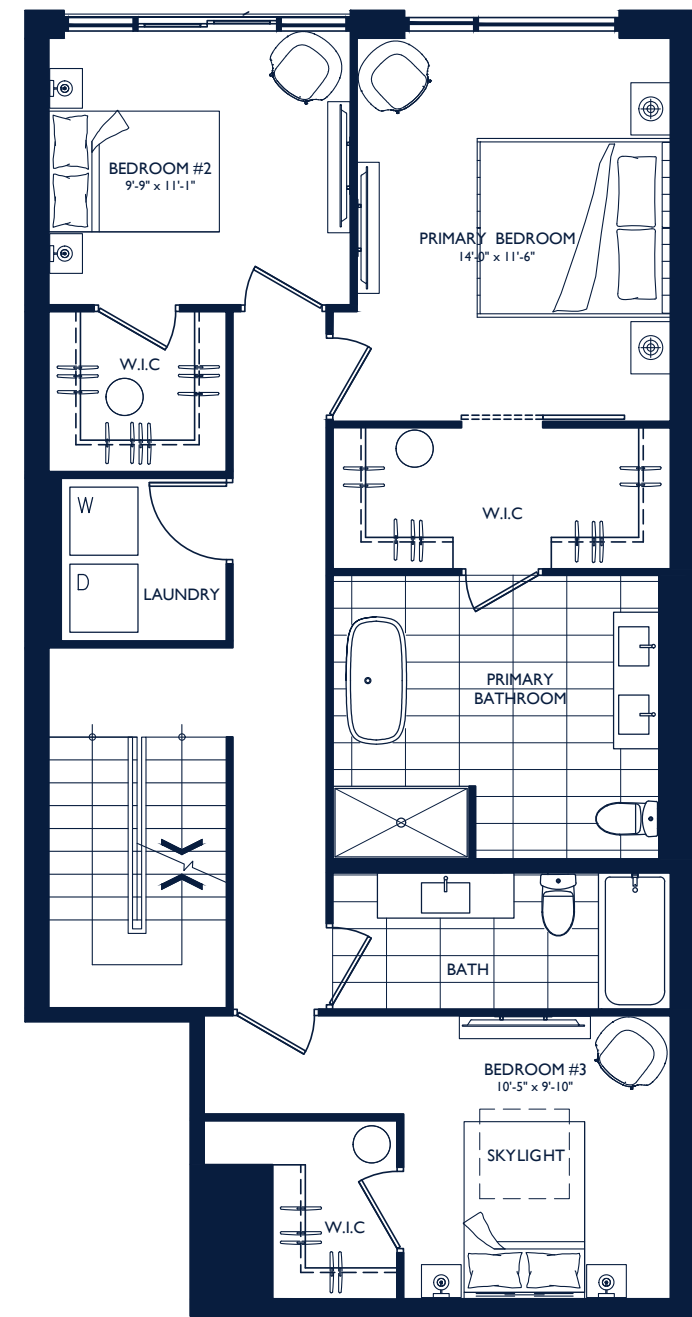 BEDROOM #2
9'-9" x 11'-1"
PRIMARY BEDROOM
14'-0" x 11'-6"
W.I.C
W.I.C
W
D
LAUNDRY
PRIMARY
BATHROOM
BATH
BEDROOM #3
10'-5" x 9'-10"
SKYLIGHT
W.I.C